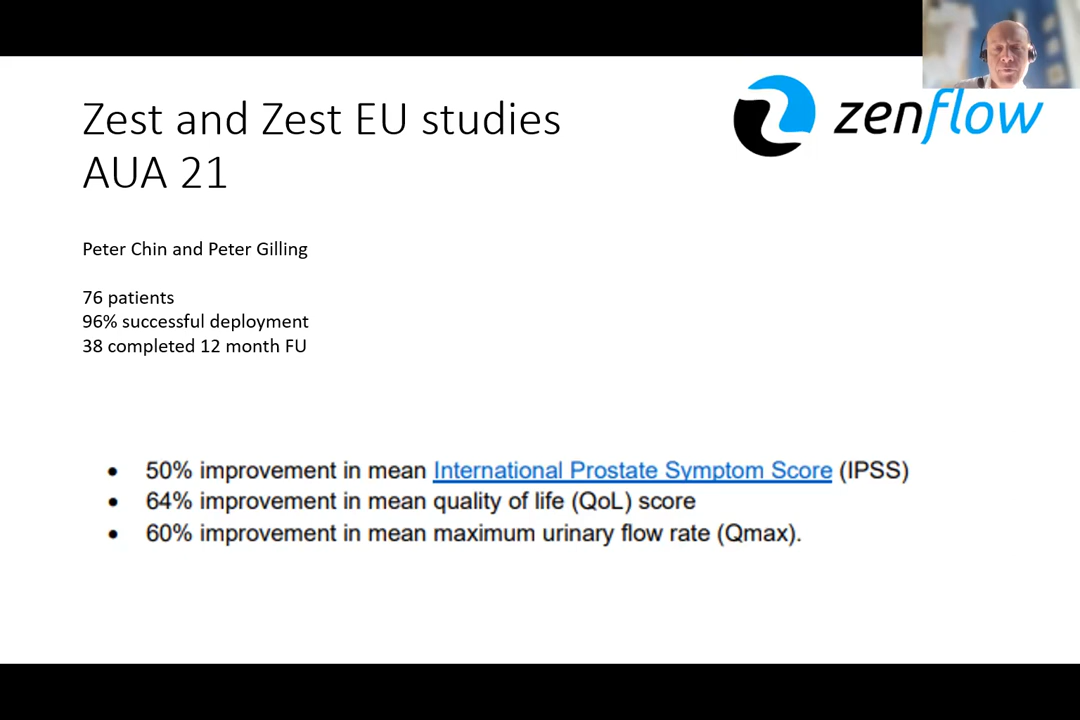 Zest and Zest EU studies
AUA 21
zenflow
Peter Chin and Peter Gilling
76 patients
96% successful deployment
38 completed 12 month FU
• 50% improvement in mean International Prostate Symptom Score (IPSS)
• 64% improvement in mean quality of life (QoL) score
• 60% improvement in mean maximum urinary flow rate (Qmax).